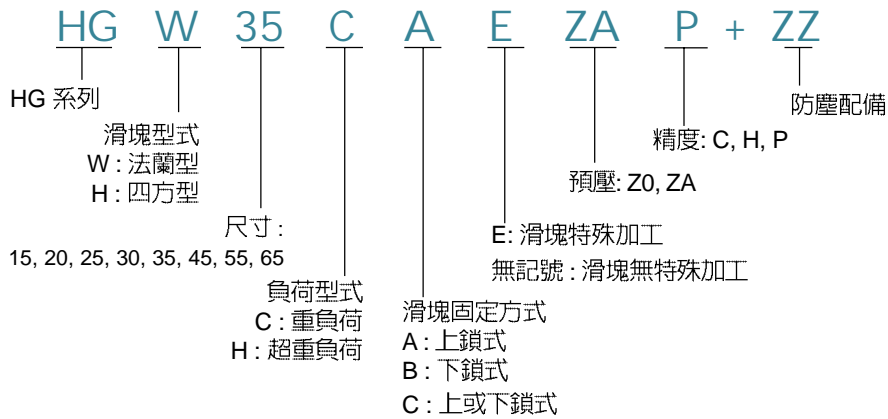 HG W 35 C A E ZA P + ZZ
HG 系列
滑塊型式
W : 法蘭型
H : 四方型
尺寸 :
15, 20, 25, 30, 35, 45, 55, 65
負荷型式
C : 重負荷
H : 超重負荷
滑塊固定方式
A : 上鎖式
B : 下鎖式
C : 上或下鎖式
E: 滑塊特殊加工
無記號 : 滑塊無特殊加工
預壓: Z0, ZA
精度: C, H, P
防塵配備